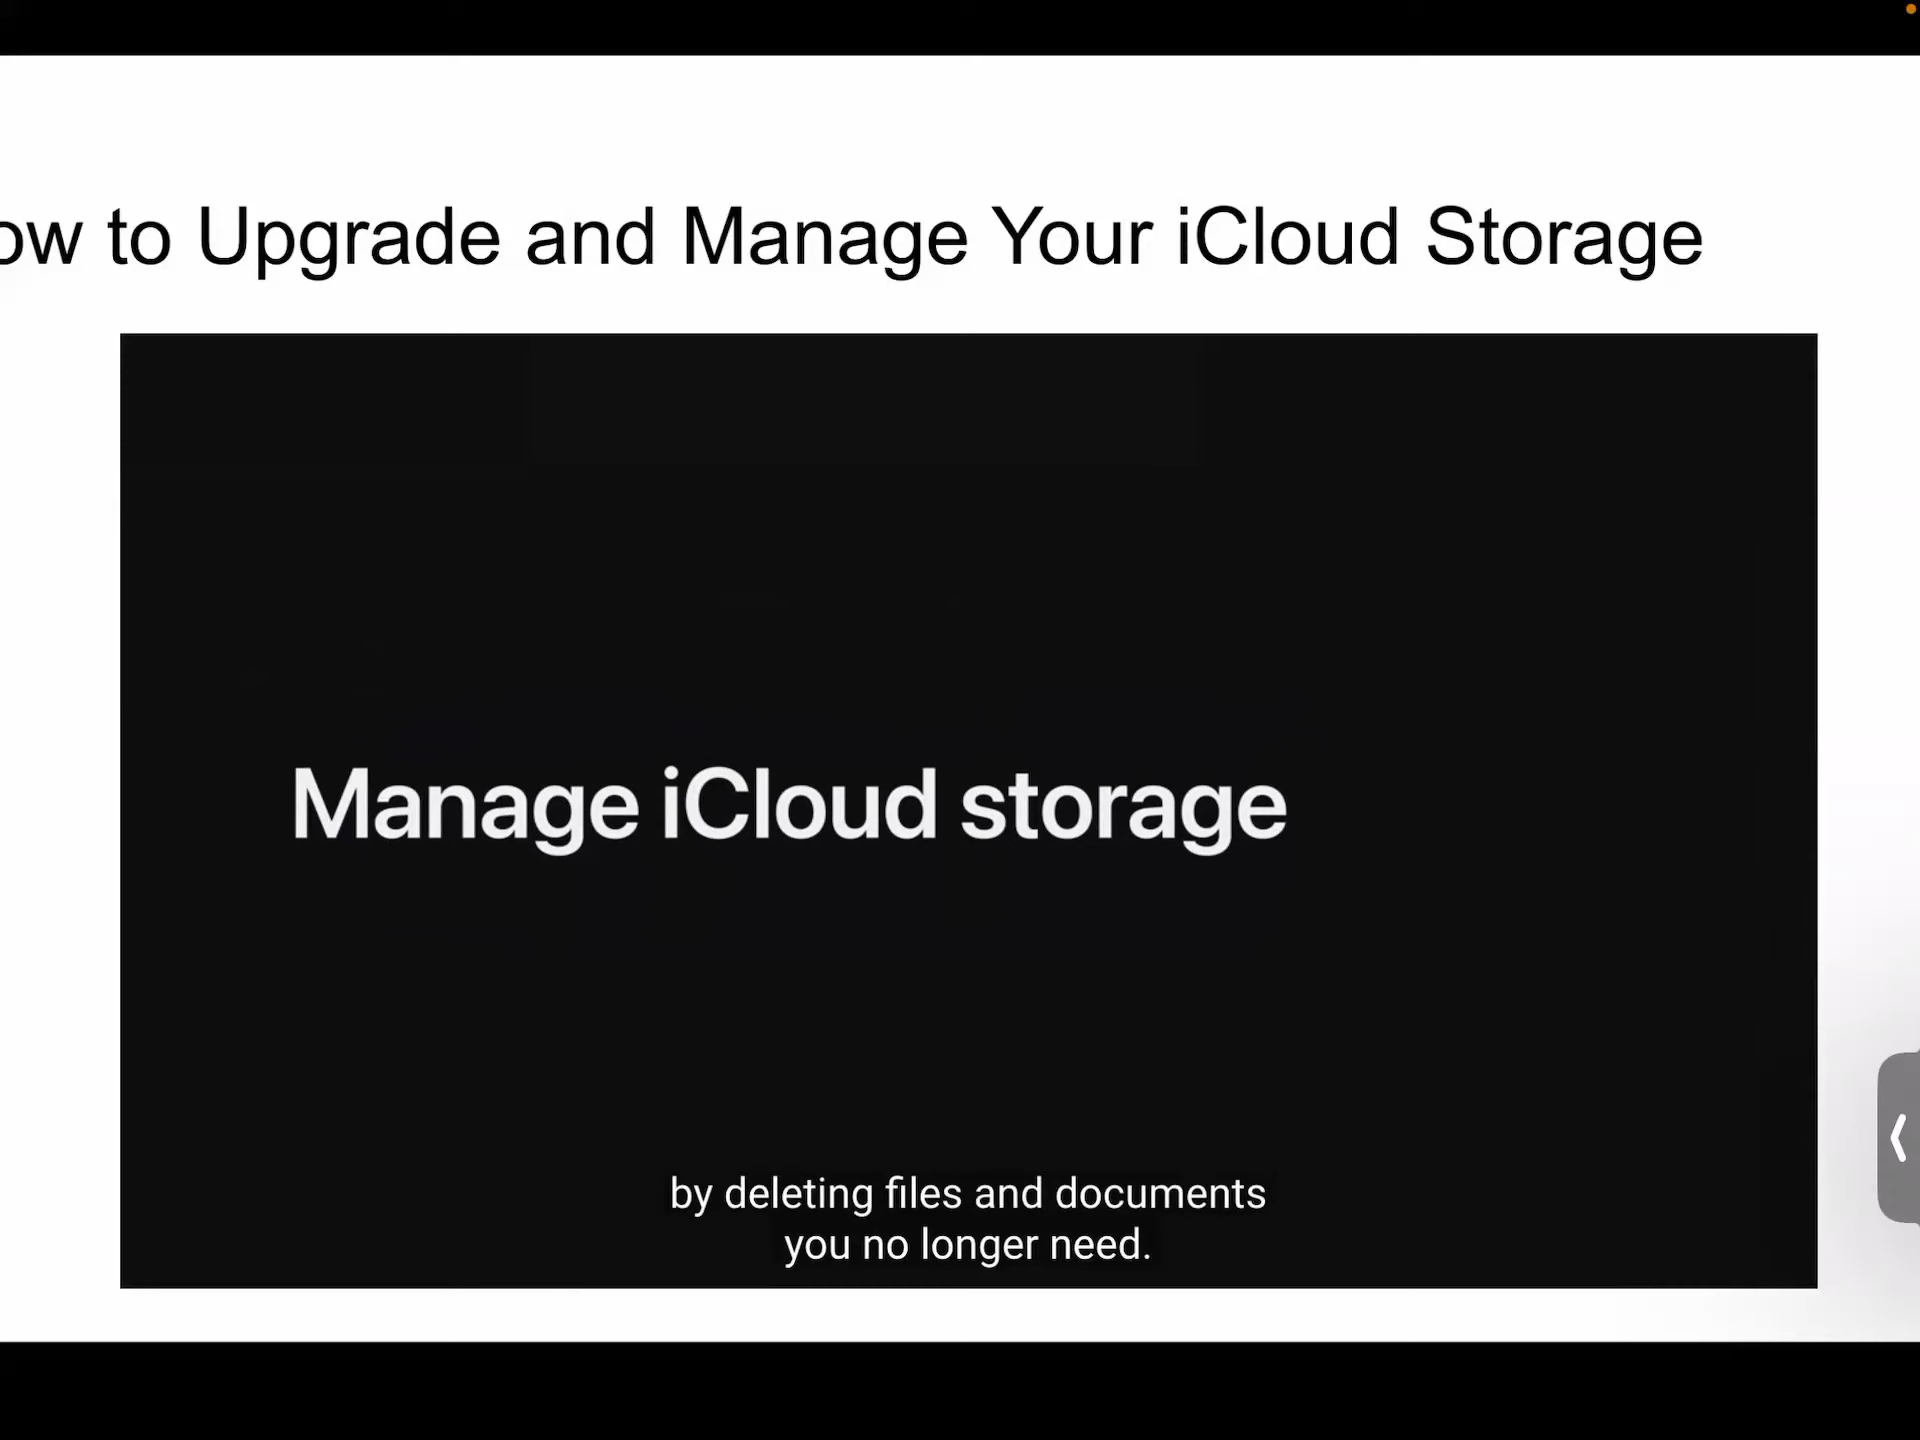 ow to Upgrade and Manage Your iCloud Storage
Manage iCloud storage
by deleting files and documents
you no longer need.